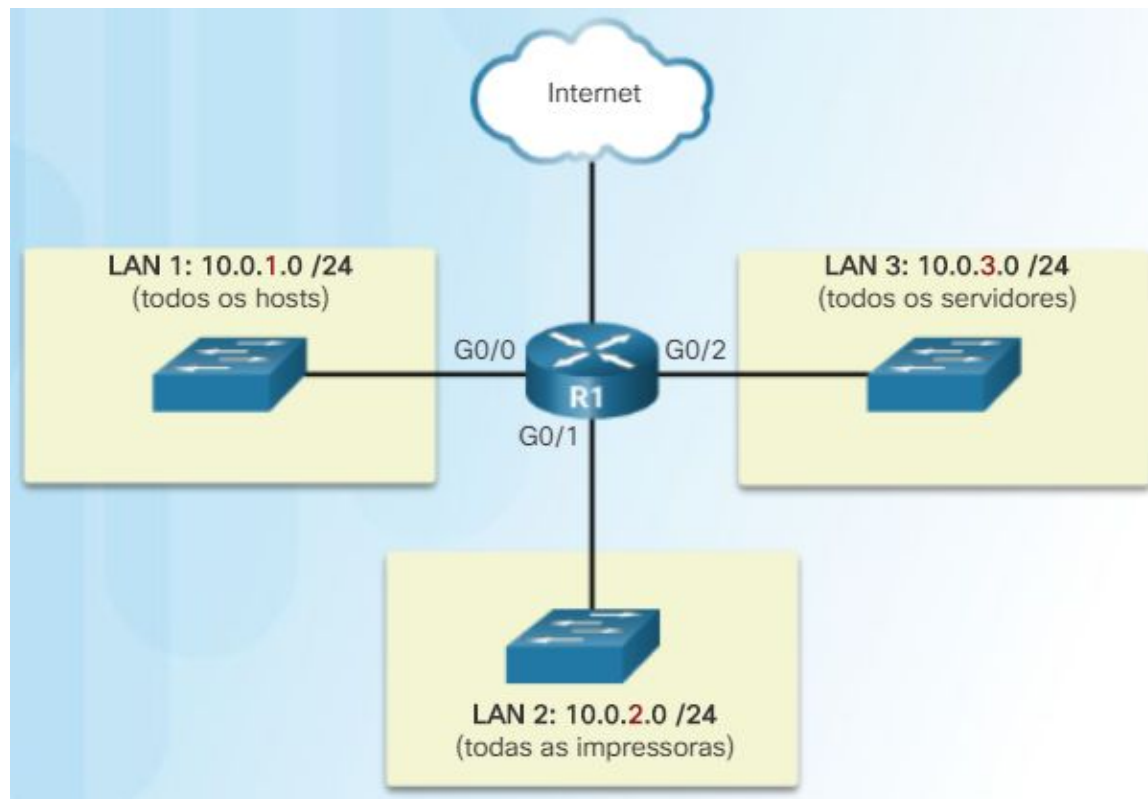 Internet
LAN 1: 10.0.1.0 /24
(todos os hosts)
LAN 3: 10.0.3.0 /24
(todos os servidores)
G0/0
G0/2
R1
G0/1
LAN 2: 10.0.2.0 /24
(todas as impressoras)